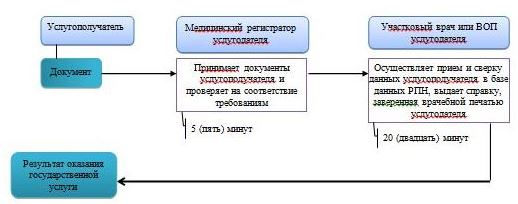 Услугополучатель
Документ
Медицинский регистратор
услугодателя
Принимает документы
услугополучателя и
проверяет на соответствие
требованиям
5 (пять) минут
Участковый врач или ВОП
услугодателя
Осуществляет прием и сверку
данных услугополучателя в базе
данных РПН, выдает справку,
заверенная врачебной печатью
услугодателя
20 (двадцать) минут
Результат оказания
государственной
услуги